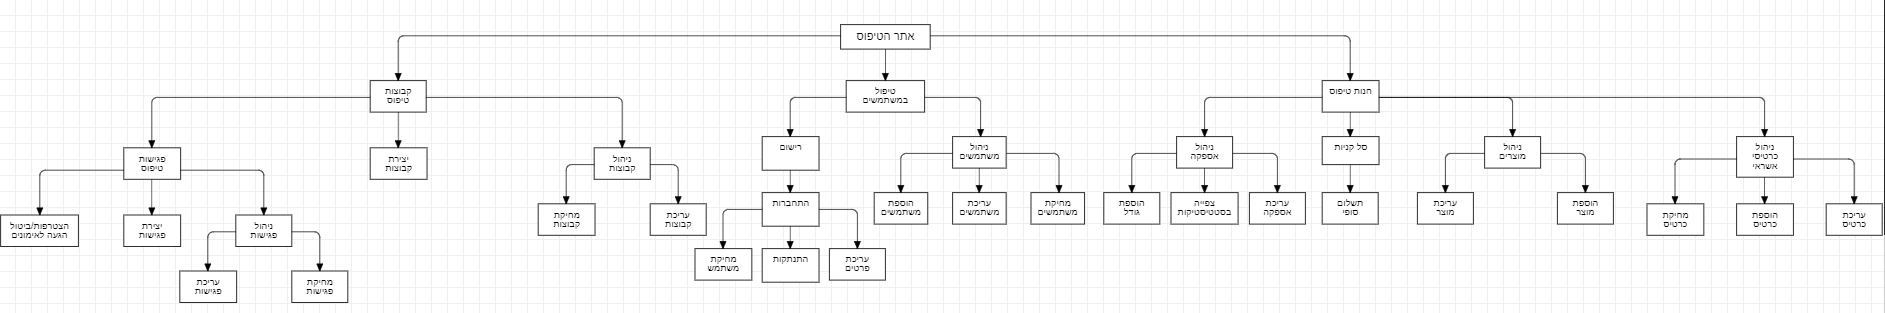 אתר הטיפוס
חנות טיפוס
טיפול
במשתמשים
קבוצות
טיפוס
ניהול
כרטיסי
אשראי
ניהול
מוצרים
סל קניות
ניהול
אספקה
ניהול
משתמשים
רישום
ניהול
קבוצות
יצירת
קבוצות
פגישות
טיפוס
עריכת
כרטיס
הוספת
כרטיס
מחיקת
כרטיס
הוספת
מוצר
עריכת
מוצר
תשלום
סופי
עריכת
אספקה
צפייה
בסטטיסטיקות
הוספת
גודל
מחיקת
משתמשים
עריכת
משתמשים
הוספת
משתמשים
התחברות
עריכת
קבוצות
מחיקת
קבוצות
ניהול
פגישות
יצירת
פגישות
הצטרפות/ביטול
הגעה לאימונים
עריכת
פרטים
התנתקות
מחיקת
משתמש
מחיקת
פגישות
עריכת
פגישות